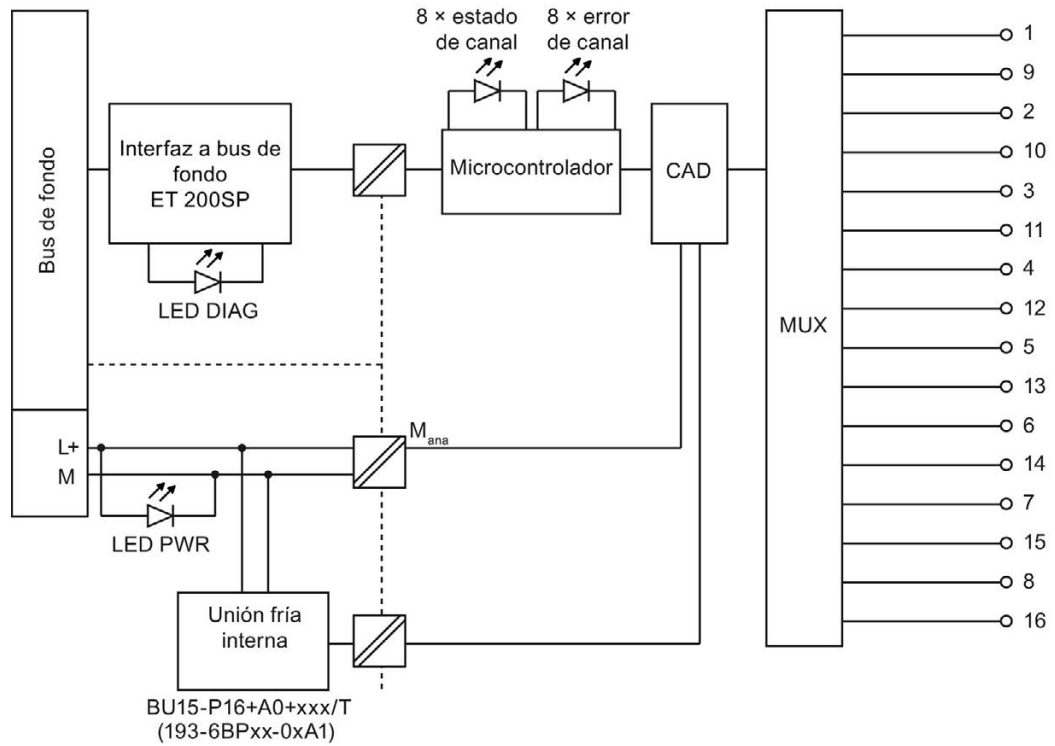 8 × estado
de canal
8 × error
de canal
Bus de fondo
Interfaz a bus de
fondo
ET 200SP
LED DIAG
Microcontrolador
CAD
MUX
1
9
2
10
3
11
4
12
5
13
6
14
7
15
8
16
L+
M
M ana
LED PWR
Unión fría
interna
BU15-P16+A0+xxx/T
(193-6BPxx-0xA1)